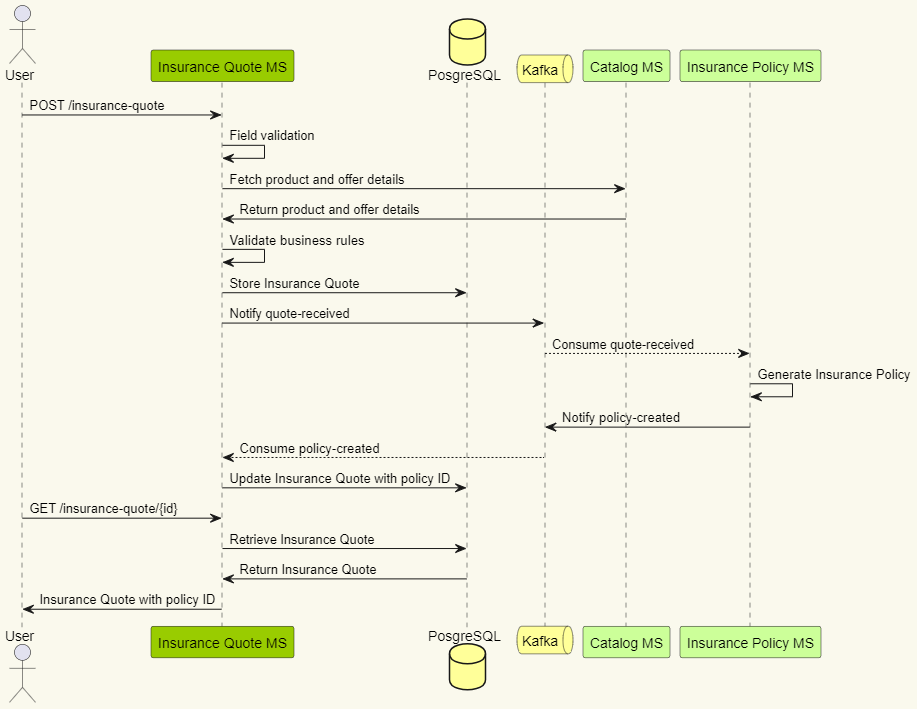 User
Insurance Quote MS
PosgreSQL
Kafka
Catalog MS
Insurance Policy MS
POST /insurance-quote
Field validation
Fetch product and offer details
Return product and offer details
Validate business rules
Store Insurance Quote
Notify quote-received
Consume quote-received
Generate Insurance Policy
Notify policy-created
Consume policy-created
Update Insurance Quote with policy ID
GET /insurance-quote/{id}
Retrieve Insurance Quote
Return Insurance Quote
Insurance Quote with policy ID
User
Insurance Quote MS
PosgreSQL
Kafka
Catalog MS
Insurance Policy MS